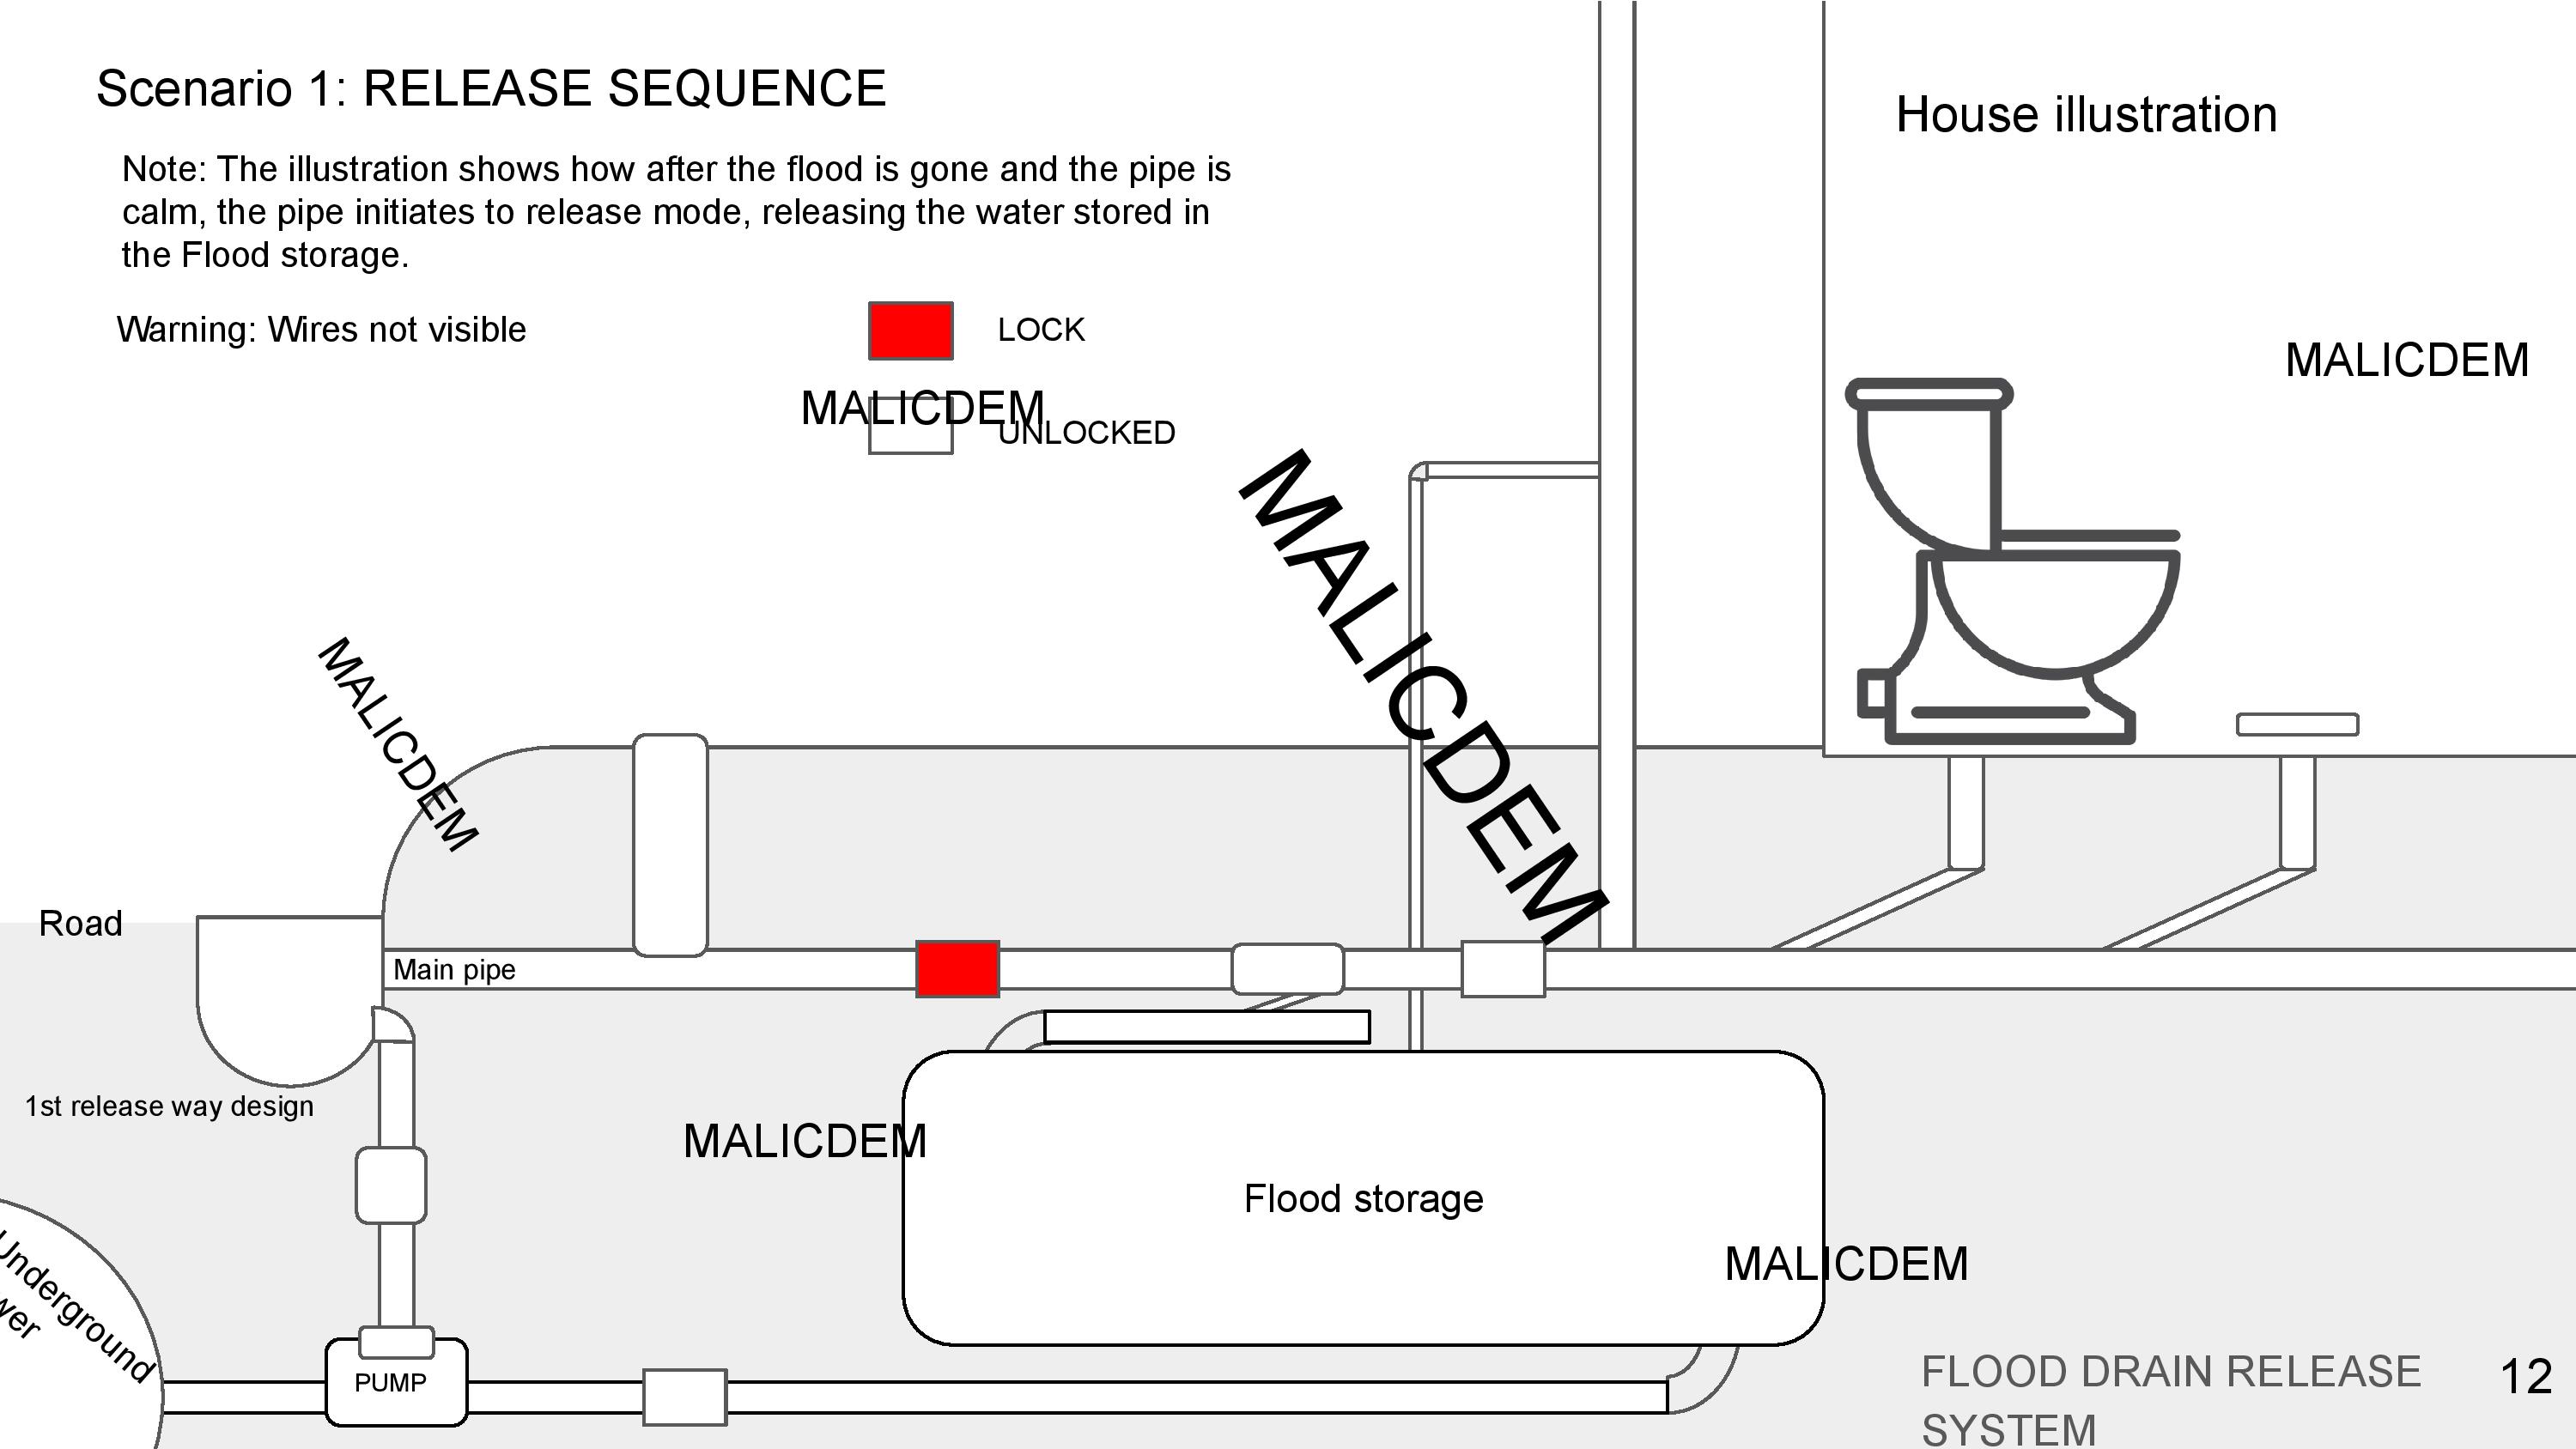 Scenario 1: RELEASE SEQUENCE
House illustration
Note: The illustration shows how after the flood is gone and the pipe is
calm, the pipe initiates to release mode, releasing the water stored in
the Flood storage.
Warning: Wires not visible
LOCK
MALICDEM
MALICDEM
UNLOCKED
MALICDEM
MALICDEM
Road
Main pipe
1st release way design
MALICDEM
Flood storage
MALICDEM
Underground
PUMP
FLOOD DRAIN RELEASE
SYSTEM
12